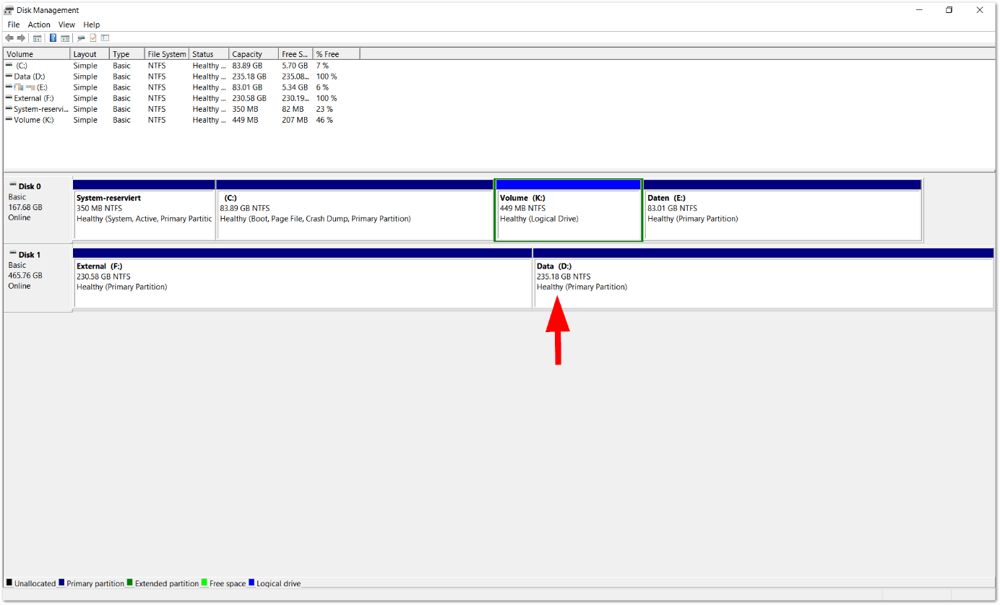 Disk Management
File Action View Help
Volume Layout Type File System Status Capacity Free S... % Free
(C:) Simple Basic NTFS Healthy ... 83.89 GB 5.70 GB 7 %
Data (D:) Simple Basic NTFS Healthy ... 235.18 GB 235.08... 100 %
(E:) Simple Basic NTFS Healthy ... 83.01 GB 5.34 GB 6 %
External (F:) Simple Basic NTFS Healthy ... 230.58 GB 230.19... 100 %
System-reservi... Simple Basic NTFS Healthy ... 350 MB 82 MB 23 %
Volume (K:) Simple Basic NTFS Healthy ... 449 MB 207 MB 46 %
Disk 0
Basic
167.68 GB
Online
System-reserviert
350 MB NTFS
Healthy (System, Active, Primary Partitic
(C:)
83.89 GB NTFS
Healthy (Boot, Page File, Crash Dump, Primary Partition)
Volume (K:)
449 MB NTFS
Healthy (Logical Drive)
Daten (E:)
83.01 GB NTFS
Healthy (Primary Partition)
Disk 1
Basic
465.76 GB
Online
External (F:)
230.58 GB NTFS
Healthy (Primary Partition)
Data (D:)
235.18 GB NTFS
Healthy (Primary Partition)
Unallocated Primary partition Extended partition Free space Logical drive